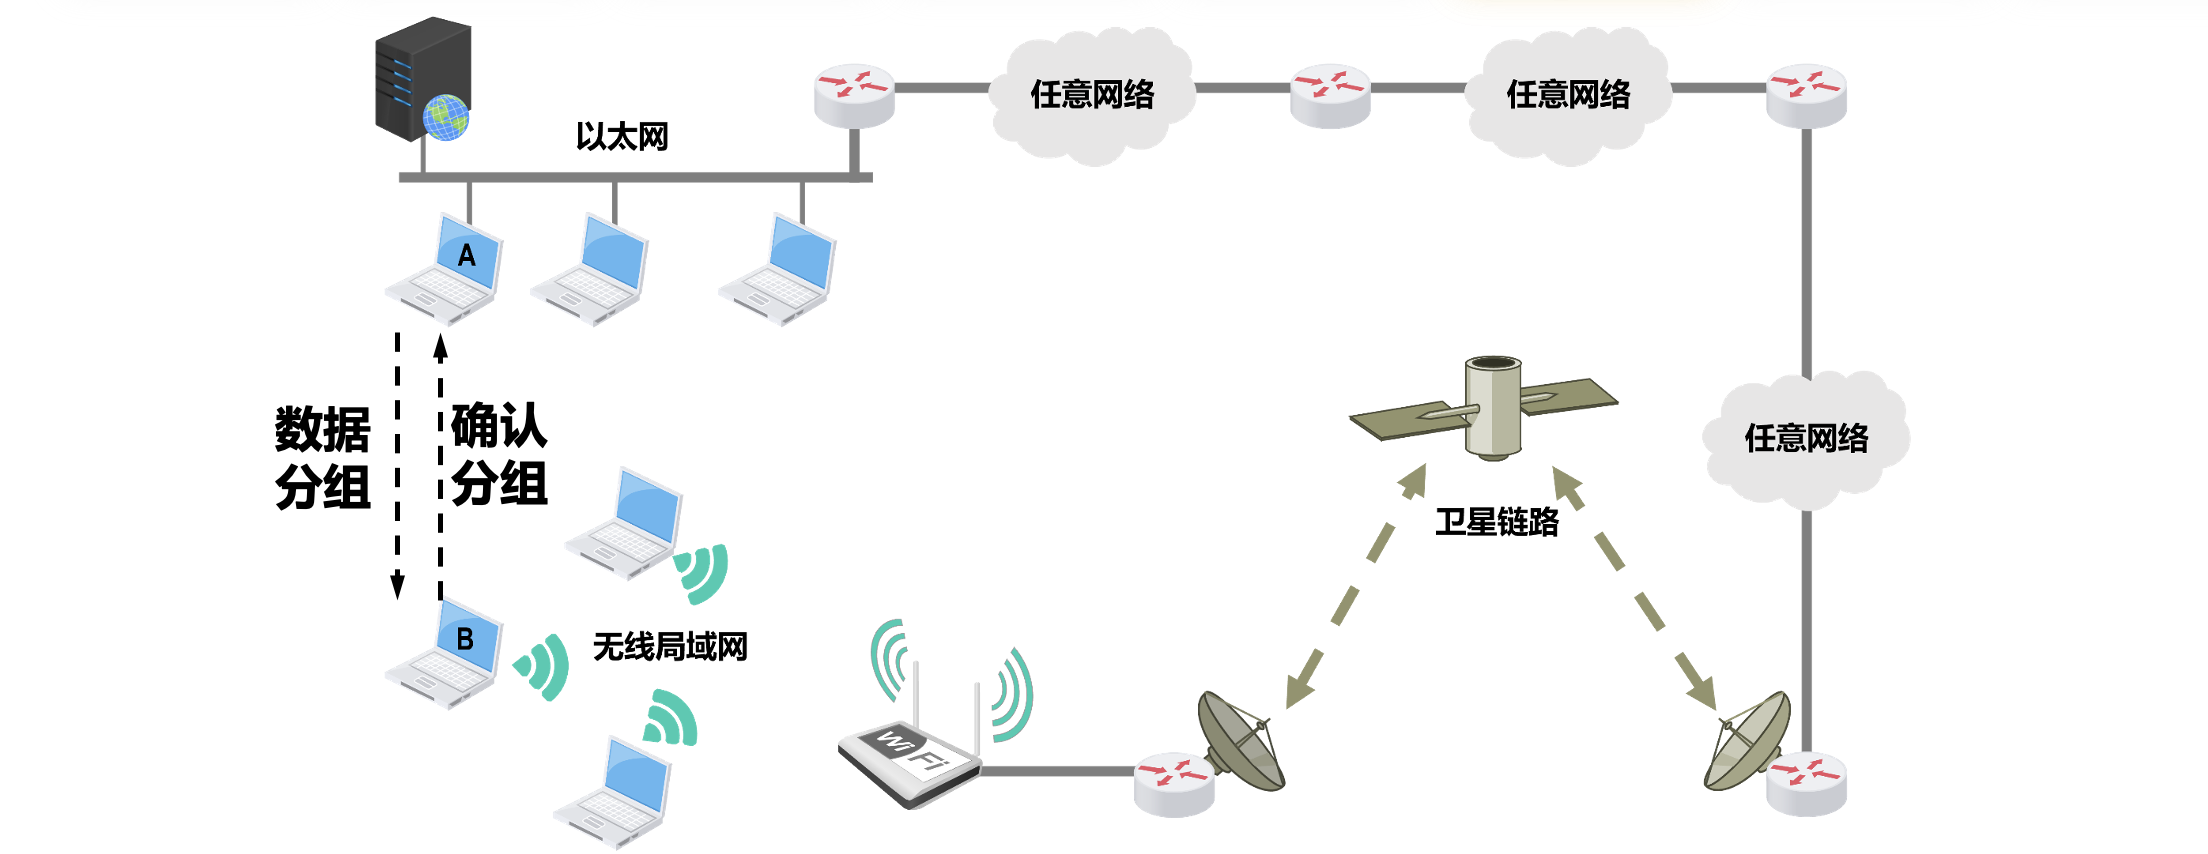 任意网络
任意网络
以太网
A
数据
分组
确认
分组
任意网络
卫星链路
B
无线局域网
Wi Fi